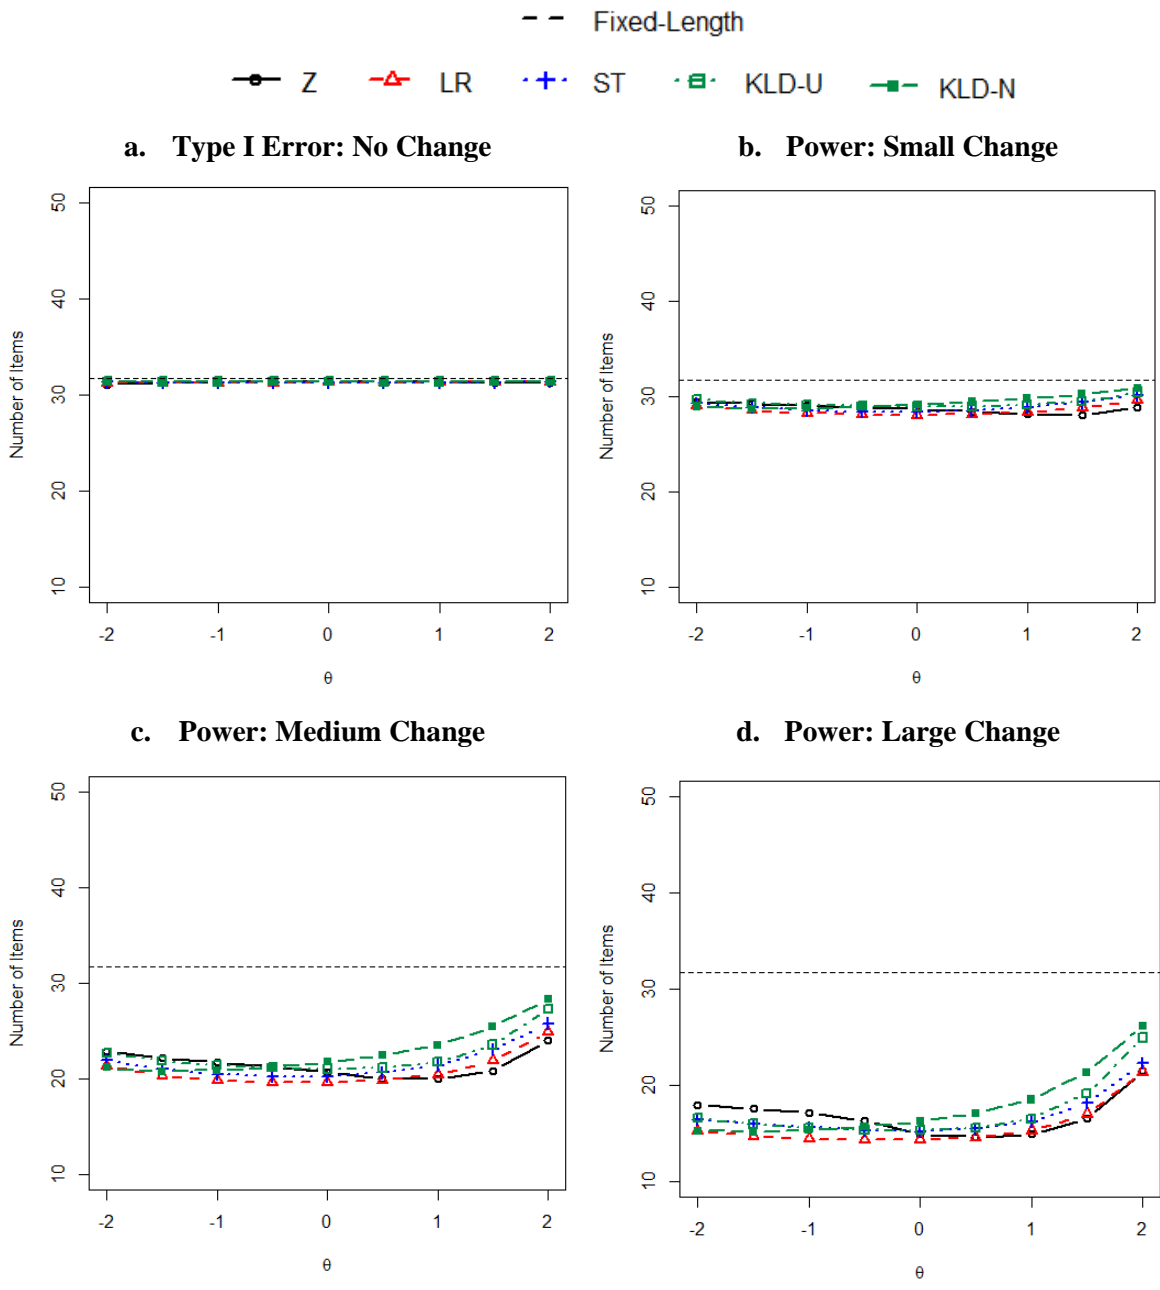 Fixed-Length
Z LR ST KLD-U KLD-N
a. Type I Error: No Change
b. Power: Small Change
50
40
30
20
10
Number of Items
-2 -1 0 1 2
θ
50
40
30
20
10
Number of Items
-2 -1 0 1 2
θ
c. Power: Medium Change
d. Power: Large Change
50
40
30
20
10
Number of Items
-2 -1 0 1 2
θ
50
40
30
20
10
Number of Items
-2 -1 0 1 2
θ